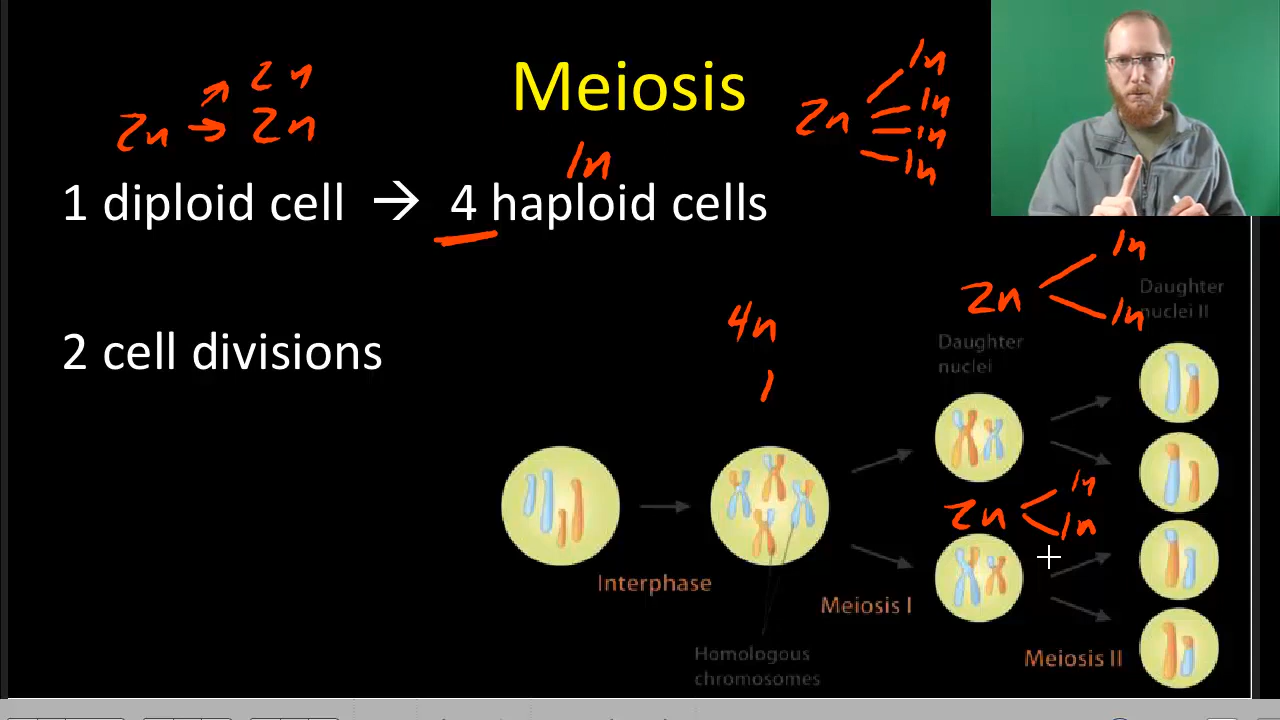 2n
2n → 2n
Meiosis
2n
1n
1n
1n
1n
1n
1 diploid cell → 4 haploid cells
2 cell divisions
4n
1
2n
1n
1n
Daughter
nuclei II
Daughter
nuclei
2n
1n
1n
Interphase
Meiosis I
Homologous
chromosomes
Meiosis II